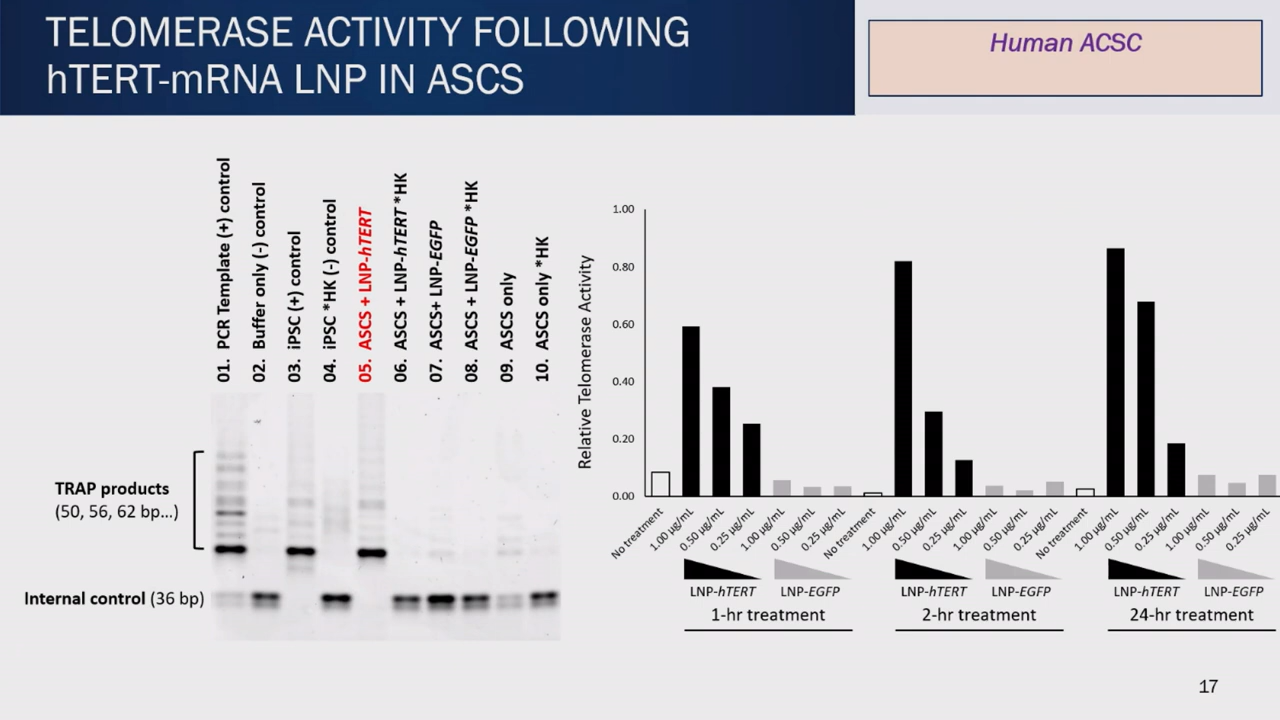 TELOMERASE ACTIVITY FOLLOWING
hTERT-mRNA LNP IN ASCS
Human ACSC
01. PCR Template (+) control
02. Buffer only (-) control
03. iPSC (+) control
04. iPSC *HK (-) control
05. ASCS + LNP-hTERT
06. ASCS + LNP-hTERT *HK
07. ASCS+ LNP-EGFP
08. ASCS + LNP-EGFP *HK
09. ASCS only
10. ASCS only *HK
TRAP products
(50, 56, 62 bp...)
Internal control (36 bp)
Relative Telomerase Activity
1.00
0.80
0.60
0.40
0.20
0.00
No treatment
1.00 µg/mL
0.50 µg/mL
0.25 µg/mL
1.00 µg/mL
0.50 µg/mL
0.25 µg/mL
No treatment
1.00 µg/mL
0.50 µg/mL
0.25 µg/mL
1.00 µg/mL
0.50 µg/mL
0.25 µg/mL
No treatment
1.00 µg/mL
0.50 µg/mL
0.25 µg/mL
1.00 µg/mL
0.50 µg/mL
0.25 µg/mL
LNP-hTERT LNP-EGFP LNP-hTERT LNP-EGFP LNP-hTERT LNP-EGFP
1-hr treatment 2-hr treatment 24-hr treatment
17